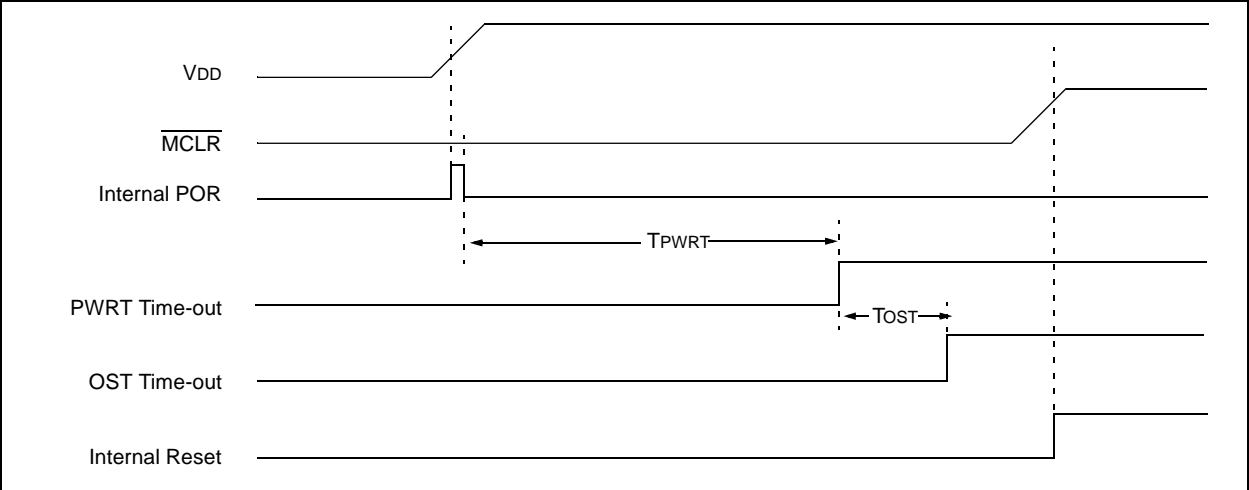 VDD
MCLR
Internal POR
TPWRT
PWRT Time-out
TOST
OST Time-out
Internal Reset